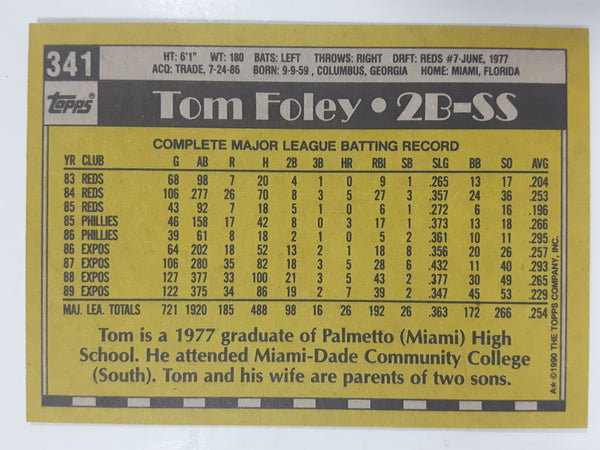 341
HT: 6'1" WT: 180 BATS: LEFT THROWS: RIGHT DRFT: REDS #7-JUNE, 1977
ACQ: TRADE, 7-24-86 BORN: 9-9-59, COLUMBUS, GEORGIA HOME: MIAMI, FLORIDA
topps®
Tom Foley • 2B-SS
COMPLETE MAJOR LEAGUE BATTING RECORD
YR CLUB G AB R H 2B 3B HR RBI SB SLG BB SO AVG
83 REDS 68 98 7 20 4 1 0 9 1 .265 13 17 .204
84 REDS 106 277 26 70 8 3 5 27 3 .357 24 36 .253
85 REDS 43 92 7 18 5 1 0 6 1 .272 6 16 .196
85 PHILLIES 46 158 17 42 8 0 3 17 1 .373 13 18 .266
86 PHILLIES 39 61 8 18 2 1 0 5 2 .361 10 11 .295
86 EXPOS 64 202 18 52 13 2 1 18 8 .356 20 26 .257
87 EXPOS 106 280 35 82 18 3 5 28 6 .432 11 40 .293
88 EXPOS 127 377 33 100 21 3 5 43 2 .377 30 49 .265
89 EXPOS 122 375 34 86 19 2 7 39 2 .347 45 53 .229
MAJ. LEA. TOTALS 721 1920 185 488 98 16 26 192 26 .363 172 266 .254
Tom is a 1977 graduate of Palmetto (Miami) High
School. He attended Miami-Dade Community College
(South). Tom and his wife are parents of two sons.
A★ ©1990 THE TOPPS COMPANY, INC.